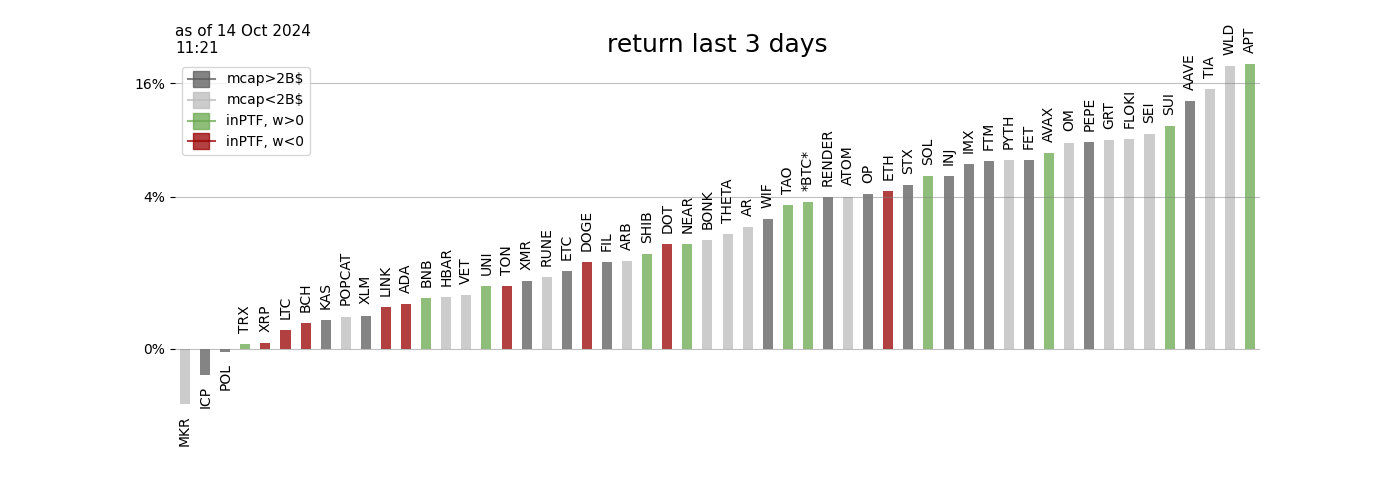 as of 14 Oct 2024
11:21
return last 3 days
mcap>2B$
mcap<2B$
inPTF, w>0
inPTF, w<0
16%
4%
0%
MKR
ICP
POL
TRX
XRP
LTC
BCH
KAS
POPCAT
XLM
LINK
ADA
BNB
HBAR
VET
UNI
TON
XMR
RUNE
ETC
DOGE
FIL
ARB
SHIB
DOT
NEAR
BONK
THETA
AR
WIF
TAO
*BTC*
RENDER
ATOM
OP
ETH
STX
SOL
INJ
IMX
FTM
PYTH
FET
AVAX
OM
PEPE
GRT
FLOKI
SEI
SUI
AAVE
TIA
WLD
APT